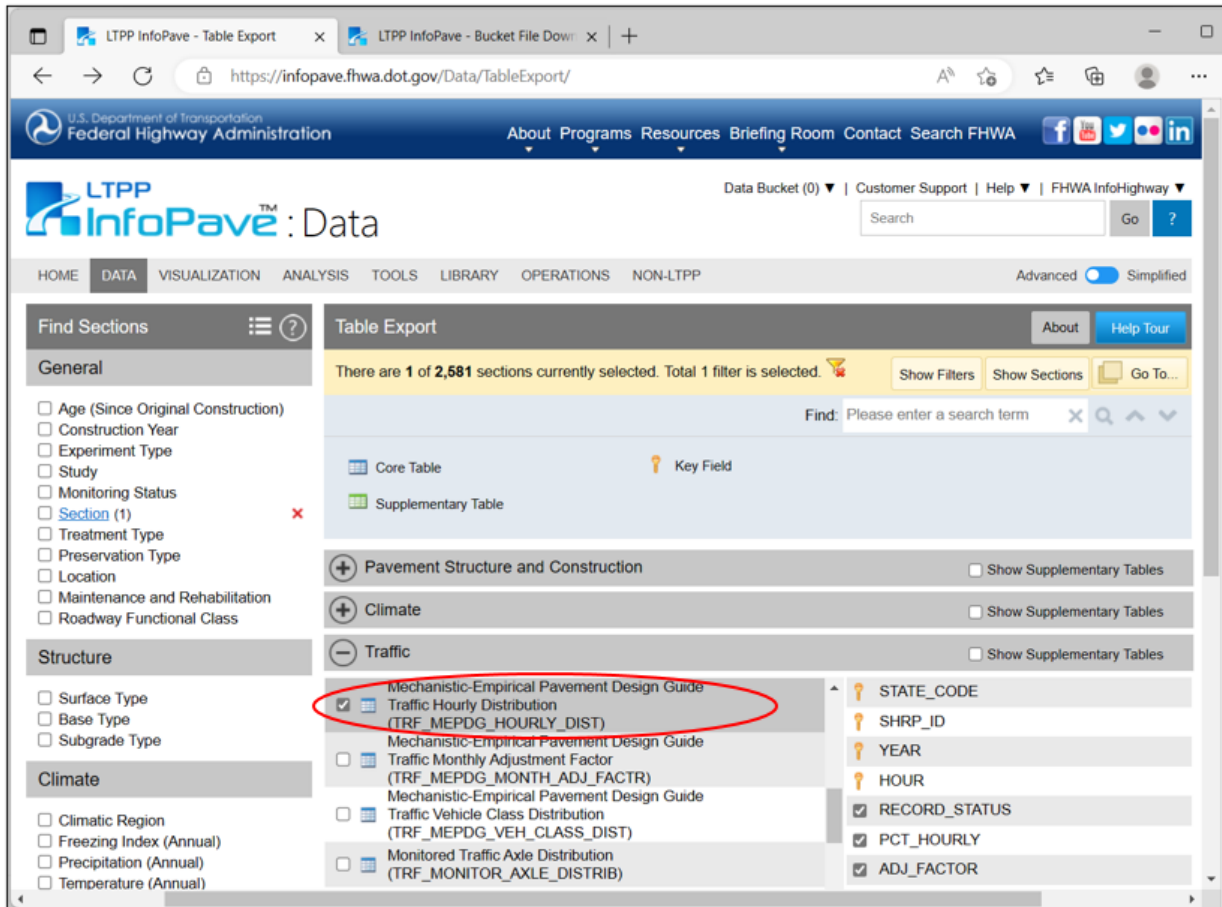 LTPP InfoPave - Table Export
LTPP InfoPave - Bucket File Down
https://infopave.fhwa.dot.gov/Data/TableExport/
U.S. Department of Transportation
Federal Highway Administration
About Programs Resources Briefing Room Contact Search FHWA
f You Tube in
LTPP
InfoPave™ : Data
Data Bucket (0) ▼ | Customer Support | Help ▼ | FHWA InfoHighway ▼
Search Go ?
HOME DATA VISUALIZATION ANALYSIS TOOLS LIBRARY OPERATIONS NON-LTPP Advanced Simplified
Find Sections ?
General
Age (Since Original Construction)
Construction Year
Experiment Type
Study
Monitoring Status
Section (1)
Treatment Type
Preservation Type
Location
Maintenance and Rehabilitation
Roadway Functional Class
Structure
Surface Type
Base Type
Subgrade Type
Climate
Climatic Region
Freezing Index (Annual)
Precipitation (Annual)
Temperature (Annual)
Table Export About Help Tour
There are 1 of 2,581 sections currently selected. Total 1 filter is selected. Show Filters Show Sections Go To...
Find: Please enter a search term
Core Table Key Field
Supplementary Table
Pavement Structure and Construction Show Supplementary Tables
Climate Show Supplementary Tables
Traffic Show Supplementary Tables
Mechanistic-Empirical Pavement Design Guide
Traffic Hourly Distribution
(TRF_MEPDG_HOURLY_DIST)
Mechanistic-Empirical Pavement Design Guide
Traffic Monthly Adjustment Factor
(TRF_MEPDG_MONTH_ADJ_FACTR)
Mechanistic-Empirical Pavement Design Guide
Traffic Vehicle Class Distribution
(TRF_MEPDG_VEH_CLASS_DIST)
Monitored Traffic Axle Distribution
(TRF_MONITOR_AXLE_DISTRIB)
STATE_CODE
SHRP_ID
YEAR
HOUR
RECORD_STATUS
PCT_HOURLY
ADJ_FACTOR